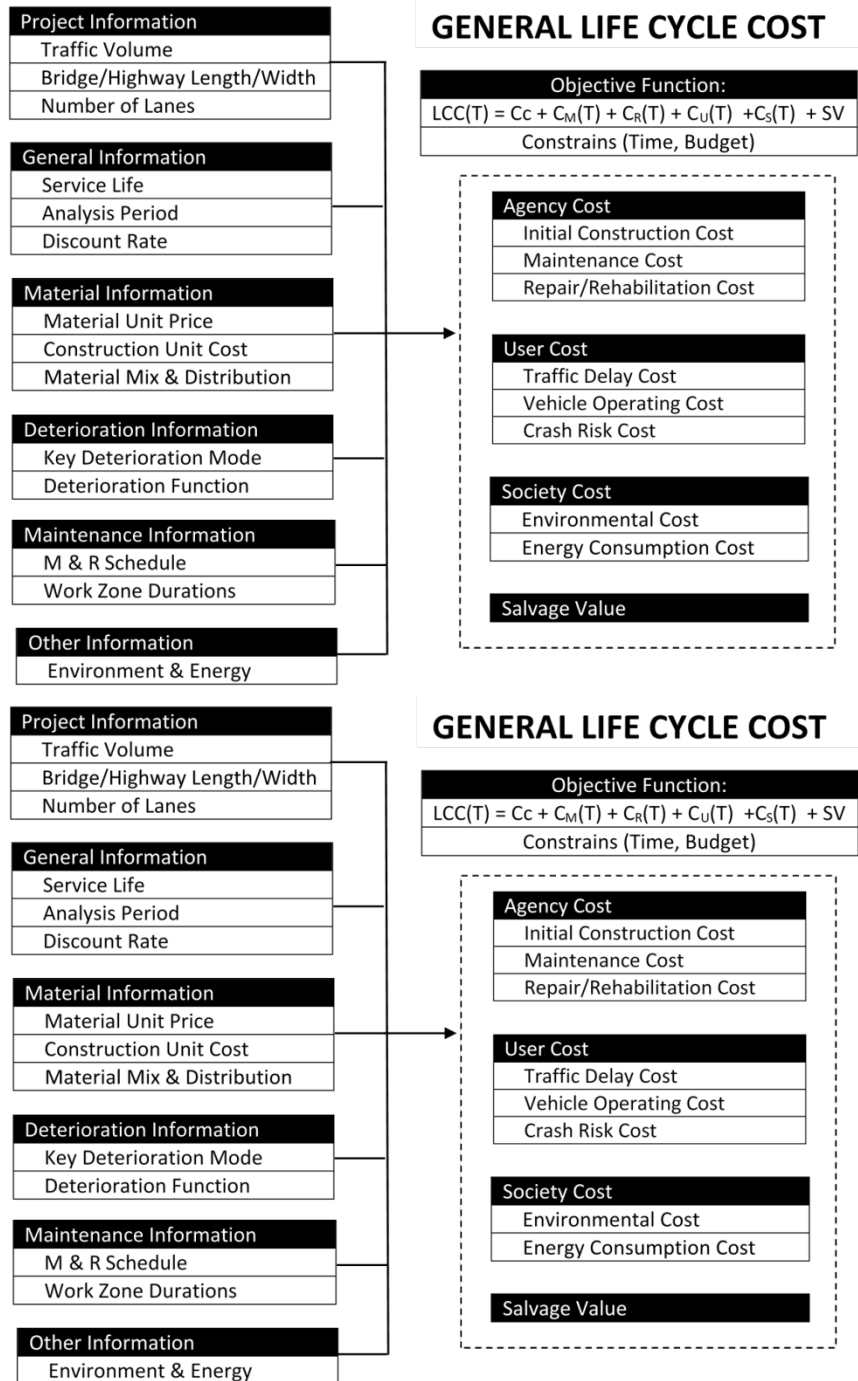 Project Information
Traffic Volume
Bridge/Highway Length/Width
Number of Lanes
General Information
Service Life
Analysis Period
Discount Rate
Material Information
Material Unit Price
Construction Unit Cost
Material Mix & Distribution
Deterioration Information
Key Deterioration Mode
Deterioration Function
Maintenance Information
M & R Schedule
Work Zone Durations
Other Information
Environment & Energy
GENERAL LIFE CYCLE COST
Objective Function:
LCC(T) = Cc + C_M(T) + C_R(T) + C_U(T) +C_S(T) + SV
Constrains (Time, Budget)
Agency Cost
Initial Construction Cost
Maintenance Cost
Repair/Rehabilitation Cost
User Cost
Traffic Delay Cost
Vehicle Operating Cost
Crash Risk Cost
Society Cost
Environmental Cost
Energy Consumption Cost
Salvage Value
Project Information
Traffic Volume
Bridge/Highway Length/Width
Number of Lanes
General Information
Service Life
Analysis Period
Discount Rate
Material Information
Material Unit Price
Construction Unit Cost
Material Mix & Distribution
Deterioration Information
Key Deterioration Mode
Deterioration Function
Maintenance Information
M & R Schedule
Work Zone Durations
Other Information
Environment & Energy
GENERAL LIFE CYCLE COST
Objective Function:
LCC(T) = Cc + C_M(T) + C_R(T) + C_U(T) +C_S(T) + SV
Constrains (Time, Budget)
Agency Cost
Initial Construction Cost
Maintenance Cost
Repair/Rehabilitation Cost
User Cost
Traffic Delay Cost
Vehicle Operating Cost
Crash Risk Cost
Society Cost
Environmental Cost
Energy Consumption Cost
Salvage Value